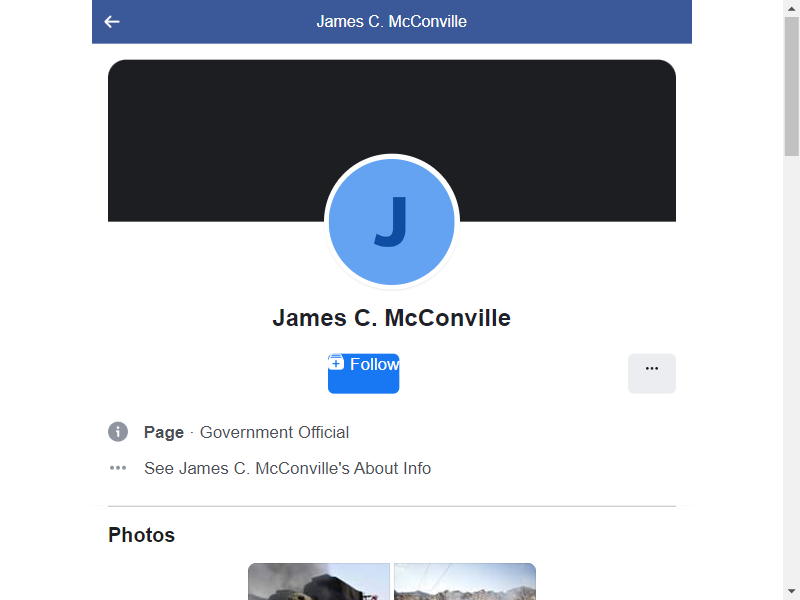 James C. McConville
J
James C. McConville
Follow
Page · Government Official
See James C. McConville's About Info
Photos